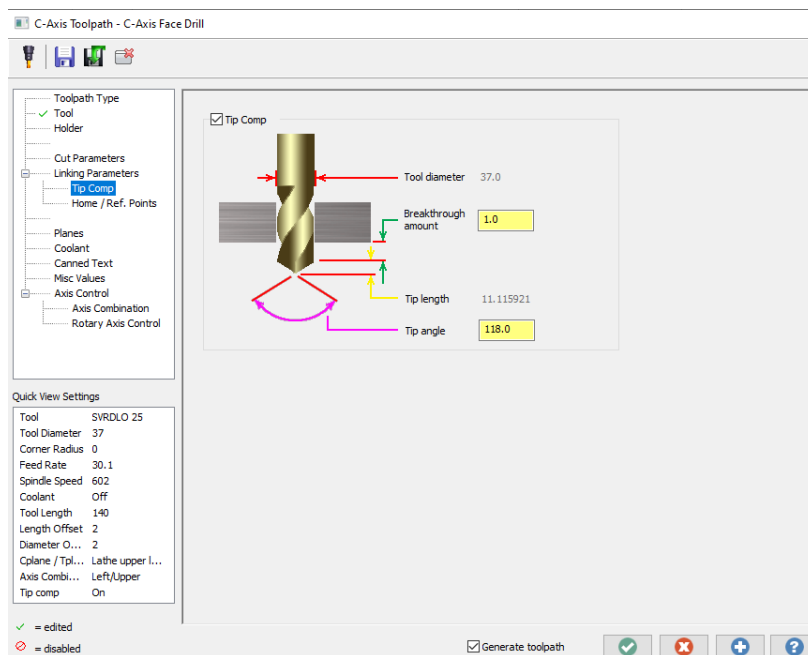 C-Axis Toolpath - C-Axis Face Drill
Toolpath Type
Tool
Holder
Cut Parameters
Linking Parameters
Tip Comp
Home / Ref. Points
Planes
Coolant
Canned Text
Misc Values
Axis Control
Axis Combination
Rotary Axis Control
Tip Comp
Tool diameter 37.0
Breakthrough
amount
1.0
Tip length 11.115921
Tip angle 118.0
Quick View Settings
Tool SVRDLO 25
Tool Diameter 37
Corner Radius 0
Feed Rate 30.1
Spindle Speed 602
Coolant Off
Tool Length 140
Length Offset 2
Diameter O... 2
Cplane / Tpl... Lathe upper l...
Axis Combi... Left/Upper
Tip comp On
= edited
= disabled
Generate toolpath